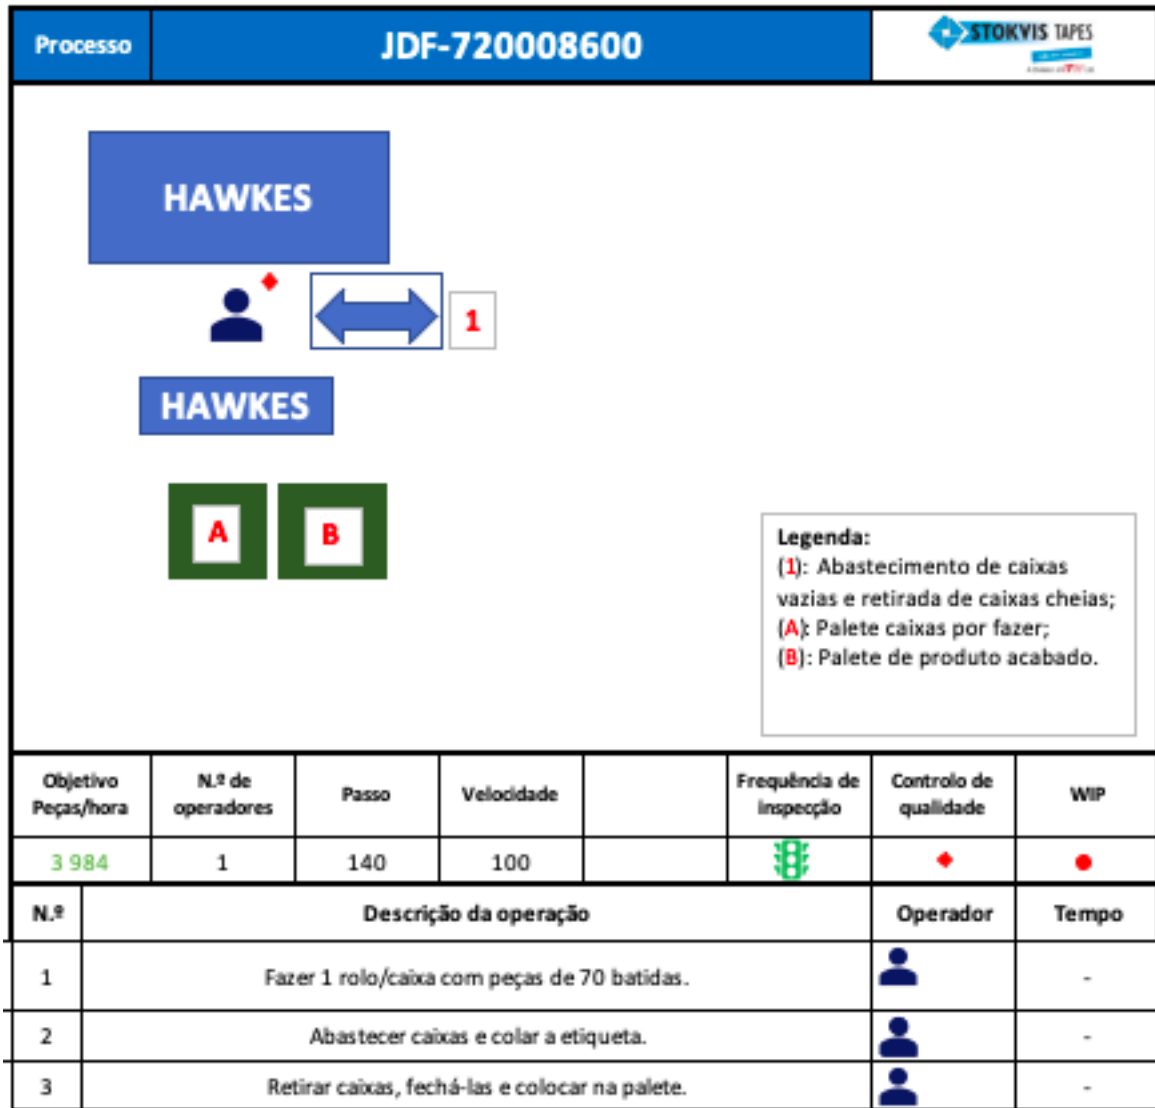 Processo
JDF-720008600
STOKVIS TAPES
HAWKES
1
HAWKES
A
B
Legenda:
(1): Abastecimento de caixas
vazias e retirada de caixas cheias;
(A): Palete caixas por fazer;
(B): Palete de produto acabado.
Objetivo
Peças/hora
N.º de
operadores
Passo
Velocidade
Frequência de
inspecção
Controlo de
qualidade
WIP
3 984
1
140
100
N.º
Descrição da operação
Operador
Tempo
1
Fazer 1 rolo/caixa com peças de 70 batidas.
-
2
Abastecer caixas e colar a etiqueta.
-
3
Retirar caixas, fechá-las e colocar na palete.
-